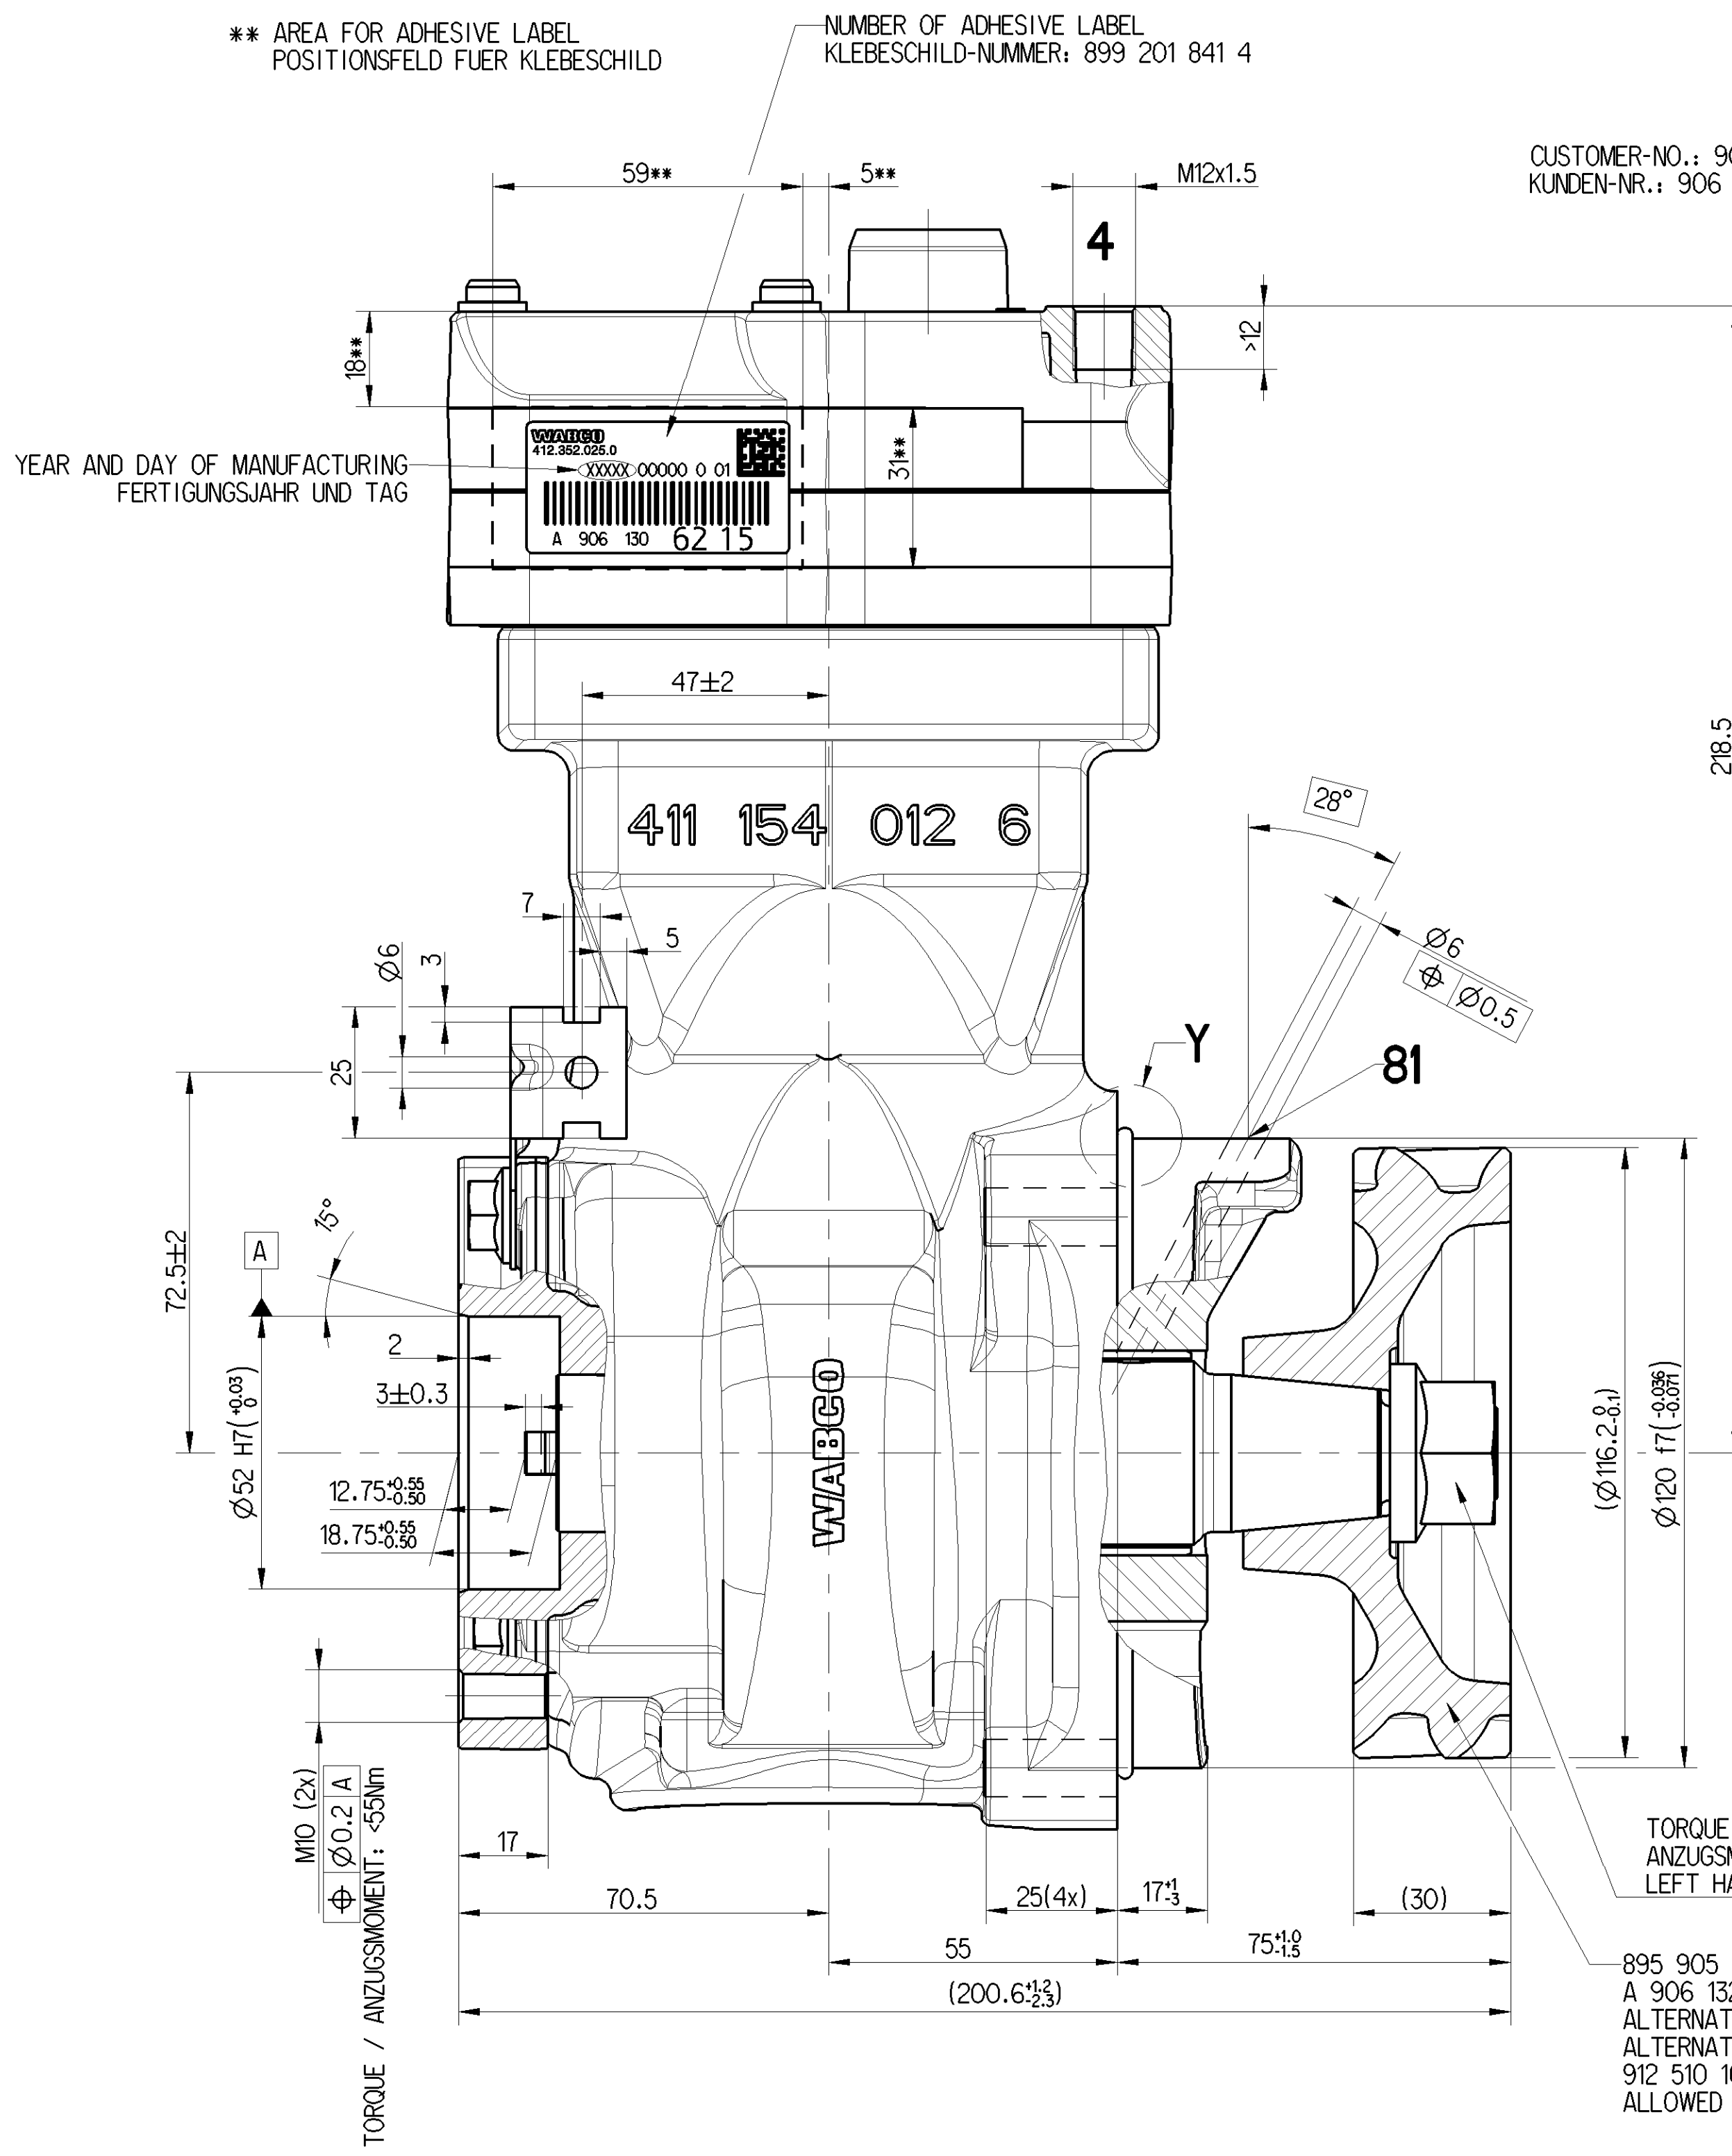 ** AREA FOR ADHESIVE LABEL
POSITIONSFELD FUER KLEBESCHILD
NUMBER OF ADHESIVE LABEL
KLEBESCHILD-NUMMER: 899 201 841 4
CUSTOMER-NO.:
KUNDEN-NR.: 906
59**
5**
M12x1.5
4
>12
18**
31**
WABCO
412.352.025.0
XXXXX 00000 0 01
A 906 130 62 15
YEAR AND DAY OF MANUFACTURING
FERTIGUNGSJAHR UND TAG
47±2
218.5
411 154 012 6
28°
Ø6
⌖ Ø0.5
7
5
Ø6
3
25
Y
81
72.5±2
15°
A
2
3±0.3
Ø52 H7(+0.03 0)
12.75+0.55 -0.50
18.75+0.55 -0.50
WABCO
(Ø116.2 0 -0.1)
Ø120 f7(-0.036 -0.071)
M10 (2x)
⌖ Ø0.2 A
TORQUE / ANZUGSMOMENT: <55Nm
17
70.5
25(4x)
17+1 -3
(30)
55
75+1.0 -1.5
(200.6+1.2 -2.3)
TORQUE
LEFT
895 905
A 906
912 510
ALLOWED